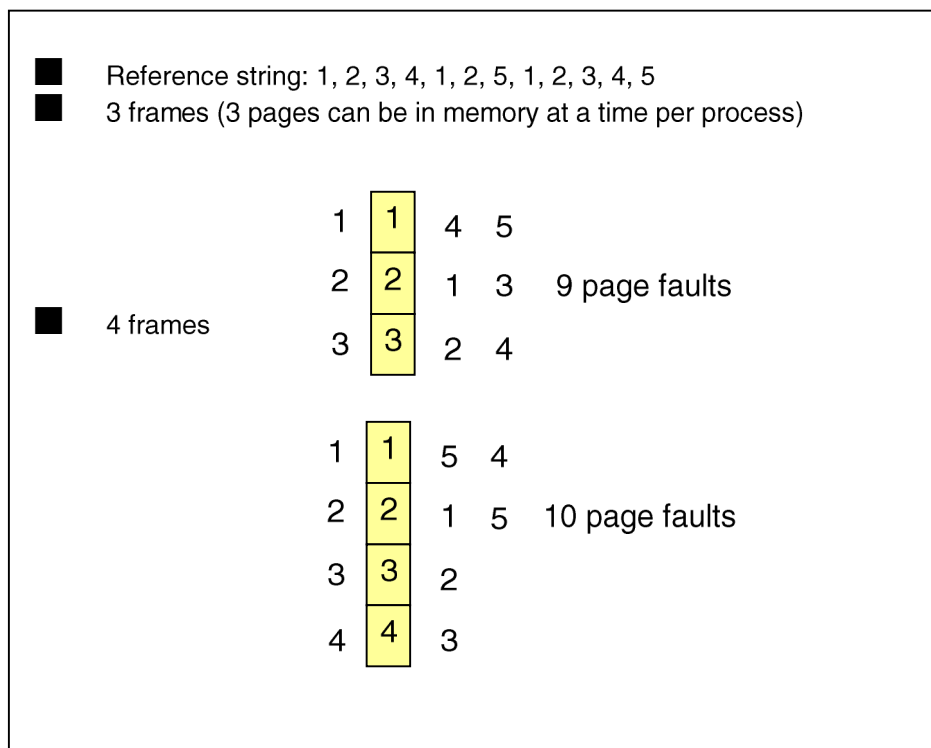 Reference string: 1, 2, 3, 4, 1, 2, 5, 1, 2, 3, 4, 5
3 frames (3 pages can be in memory at a time per process)
1 1 4 5
2 2 1 3 9 page faults
4 frames
3 3 2 4
1 1 5 4
2 2 1 5 10 page faults
3 3 2
4 4 3